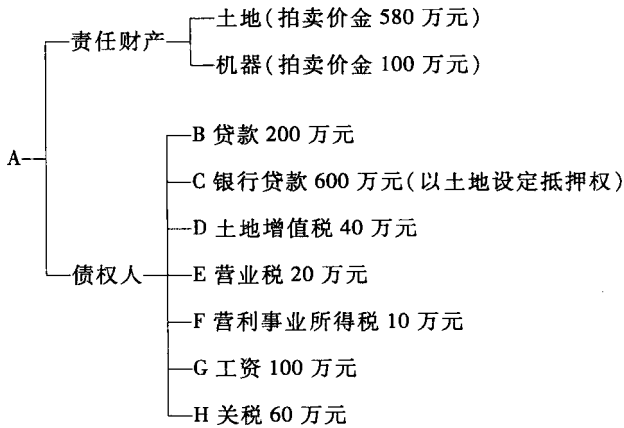 土地(拍卖价金 580 万元)
责任财产
机器(拍卖价金 100 万元)
A
B 贷款 200 万元
C 银行贷款 600 万元(以土地设定抵押权)
D 土地增值税 40 万元
债权人
E 营业税 20 万元
F 营利事业所得税 10 万元
G 工资 100 万元
H 关税 60 万元